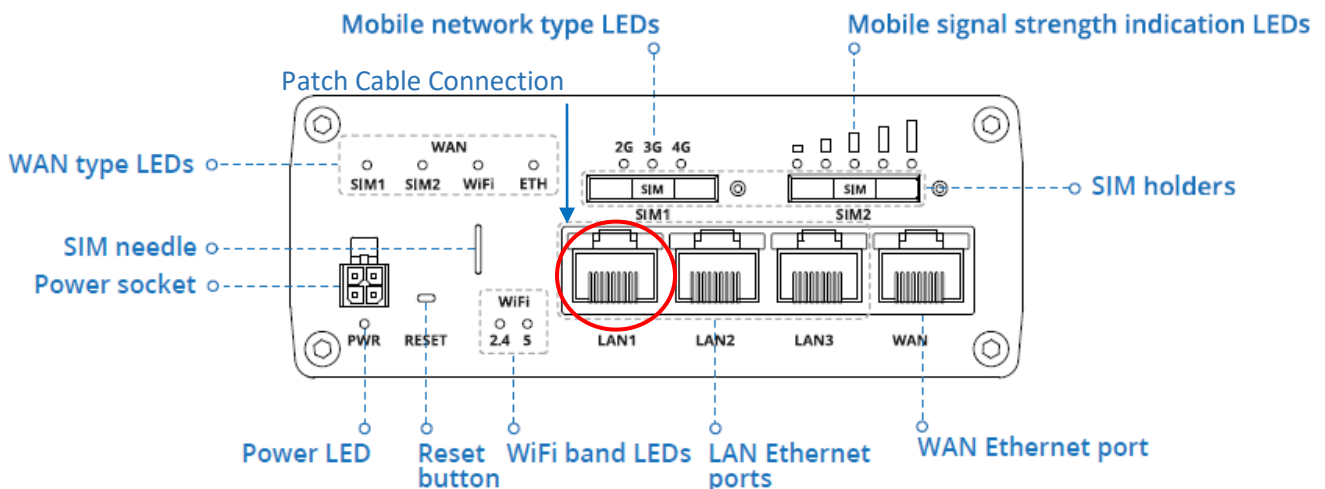 Mobile network type LEDs
Mobile signal strength indication LEDs
Patch Cable Connection
WAN type LEDs
WAN
SIM1 SIM2 WiFi ETH
2G 3G 4G
SIM
SIM
SIM holders
SIM1
SIM2
SIM needle
Power socket
WiFi
2.4 5
PWR
RESET
LAN1
LAN2
LAN3
WAN
Power LED
Reset
button
WiFi band LEDs
LAN Ethernet
ports
WAN Ethernet port